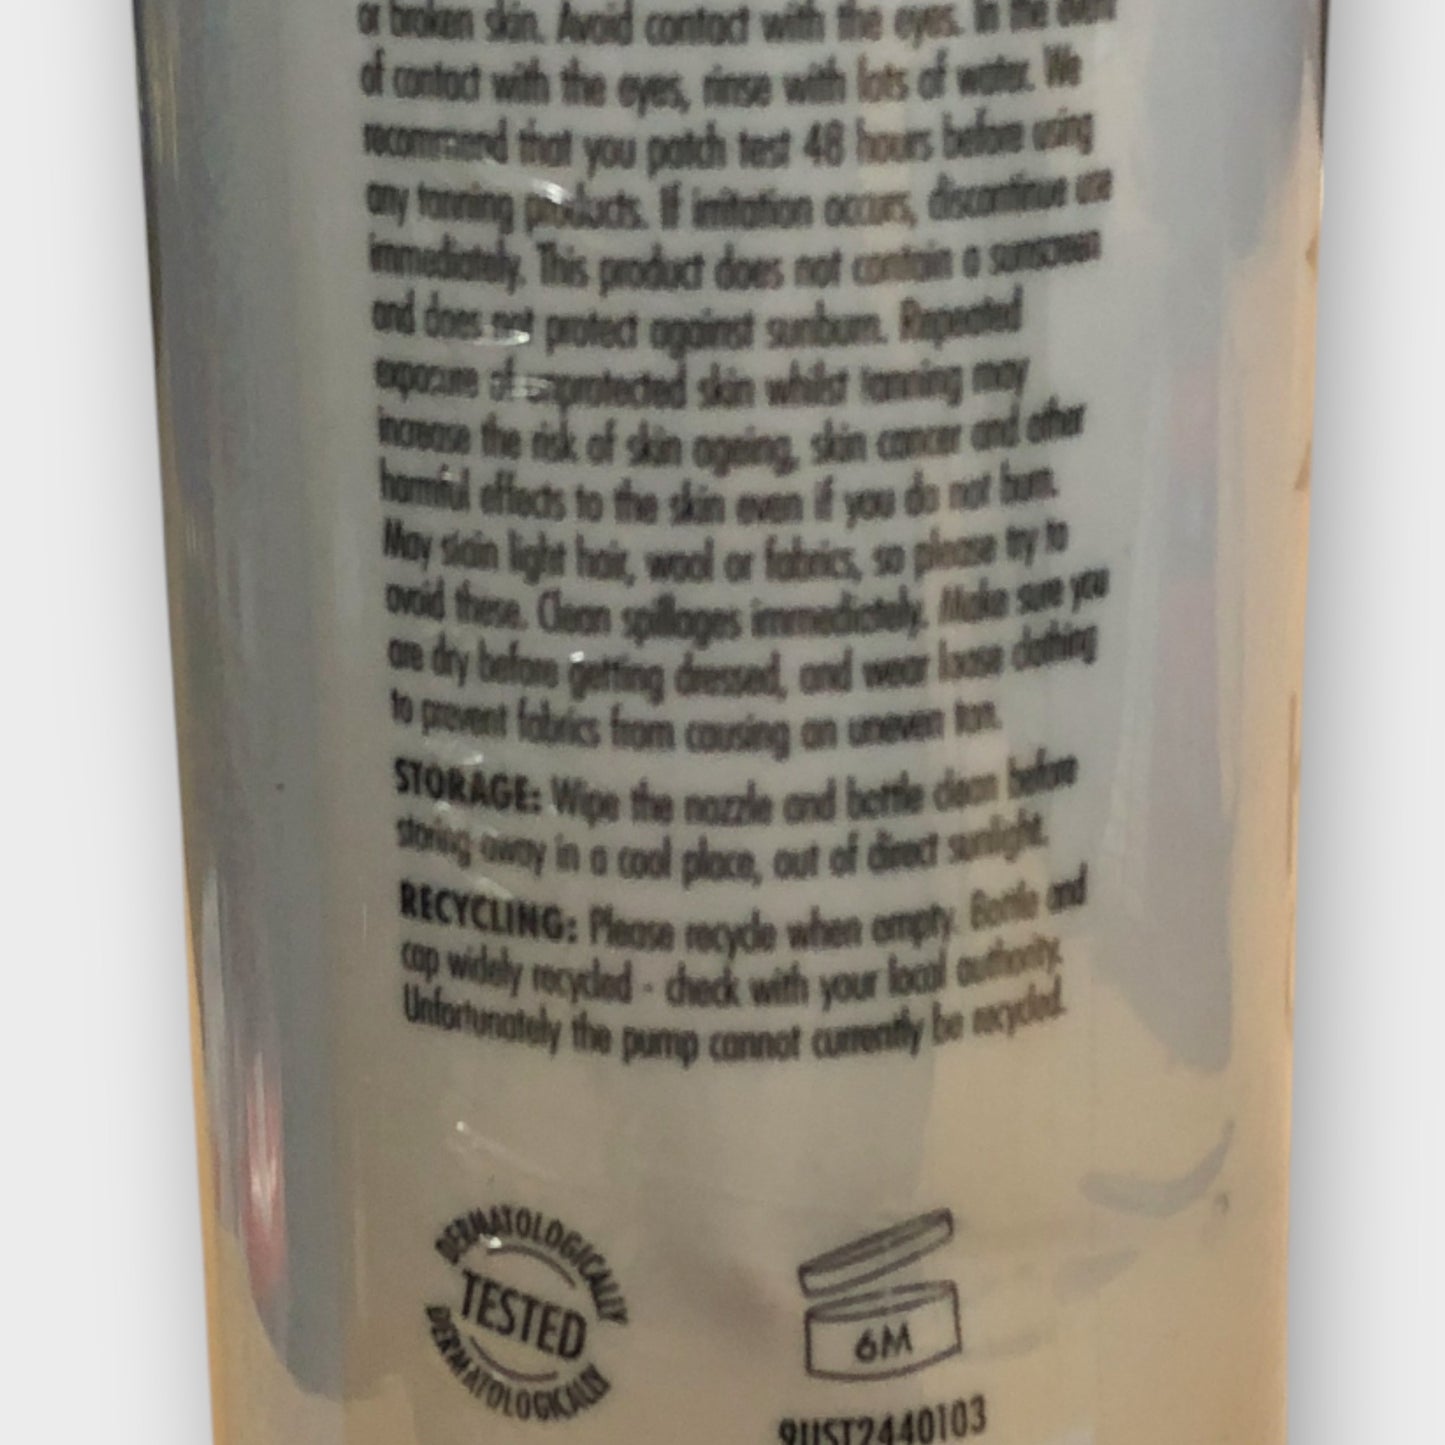 or broken skin. Avoid contact with the eyes. In the event
of contact with the eyes, rinse with lots of water. We
recommend that you patch test 48 hours before using
any tanning products. If irritation occurs, discontinue use
immediately. This product does not contain a sunscreen
and does not protect against sunburn. Repeated
exposure of unprotected skin whilst tanning may
increase the risk of skin ageing, skin cancer and other
harmful effects to the skin even if you do not burn.
May stain light hair, wool or fabrics, so please try to
avoid these. Clean spillages immediately. Make sure you
are dry before getting dressed, and wear loose clothing
to prevent fabrics from causing an uneven tan.
STORAGE: Wipe the nozzle and bottle clean before
storing away in a cool place, out of direct sunlight.
RECYCLING: Please recycle when empty. Bottle and
cap widely recycled - check with your local authority.
Unfortunately the pump cannot currently be recycled.
DERMATOLOGICALLY
TESTED
DERMATOLOGICALLY
6M
9UST2440103